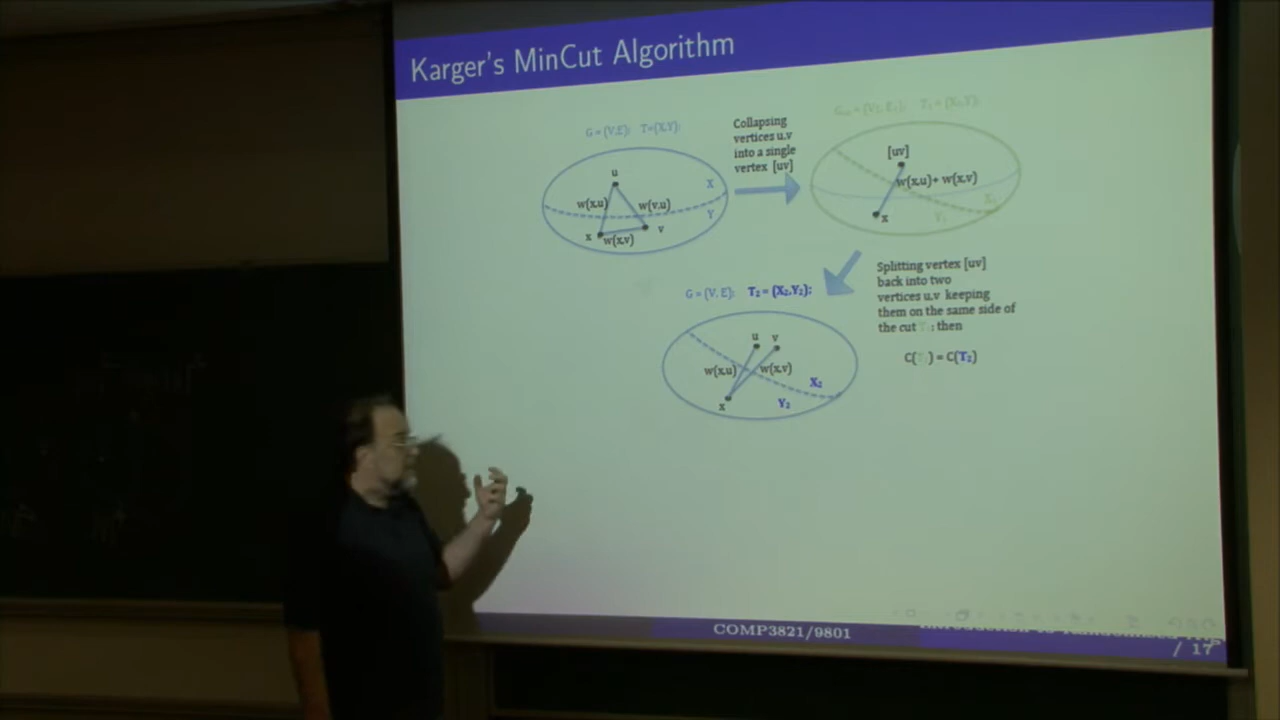 Karger's MinCut Algorithm
G = (V,E); T=(X,Y);
Collapsing
vertices u,v
into a single
vertex [uv]
u
w(x,u)
w(v,u)
X
Y
x
w(x,v)
v
[uv]
w(x,u)+ w(x,v)
x
Splitting vertex [uv]
back into two
vertices u,v keeping
them on the same side of
the cut
; then
G = (V, E); T₂ = (X₂,Y₂);
C( ) = C(T₂)
u
v
w(x,u)
w(x,v)
X₂
Y₂
x
COMP3821/9801
/ 17